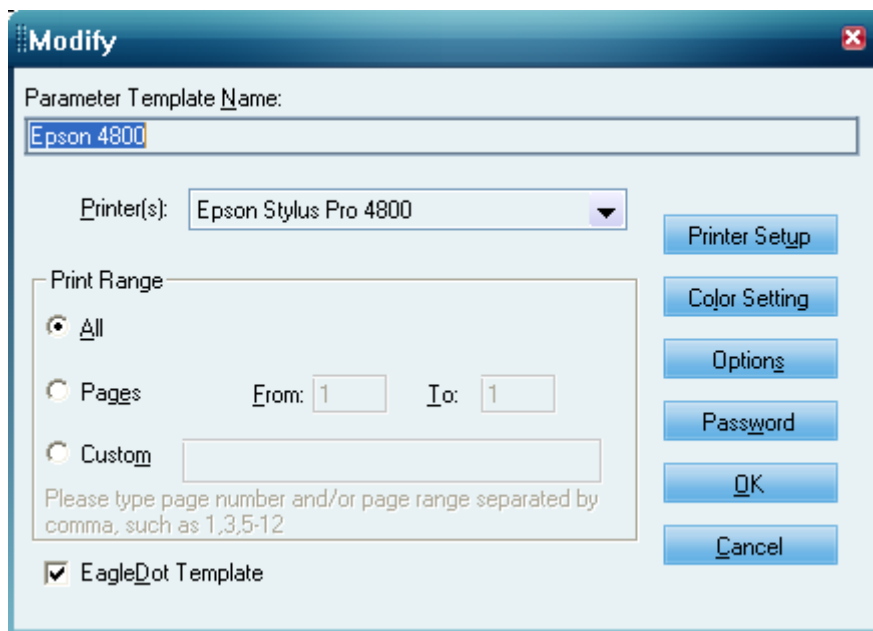 Modify
Parameter Template Name:
Epson 4800
Printer(s): Epson Stylus Pro 4800
Printer Setup
Print Range
Color Setting
All
Options
Pages From: 1 To: 1
Password
Custom
OK
Please type page number and/or page range separated by
comma, such as 1,3,5-12
Cancel
EagleDot Template